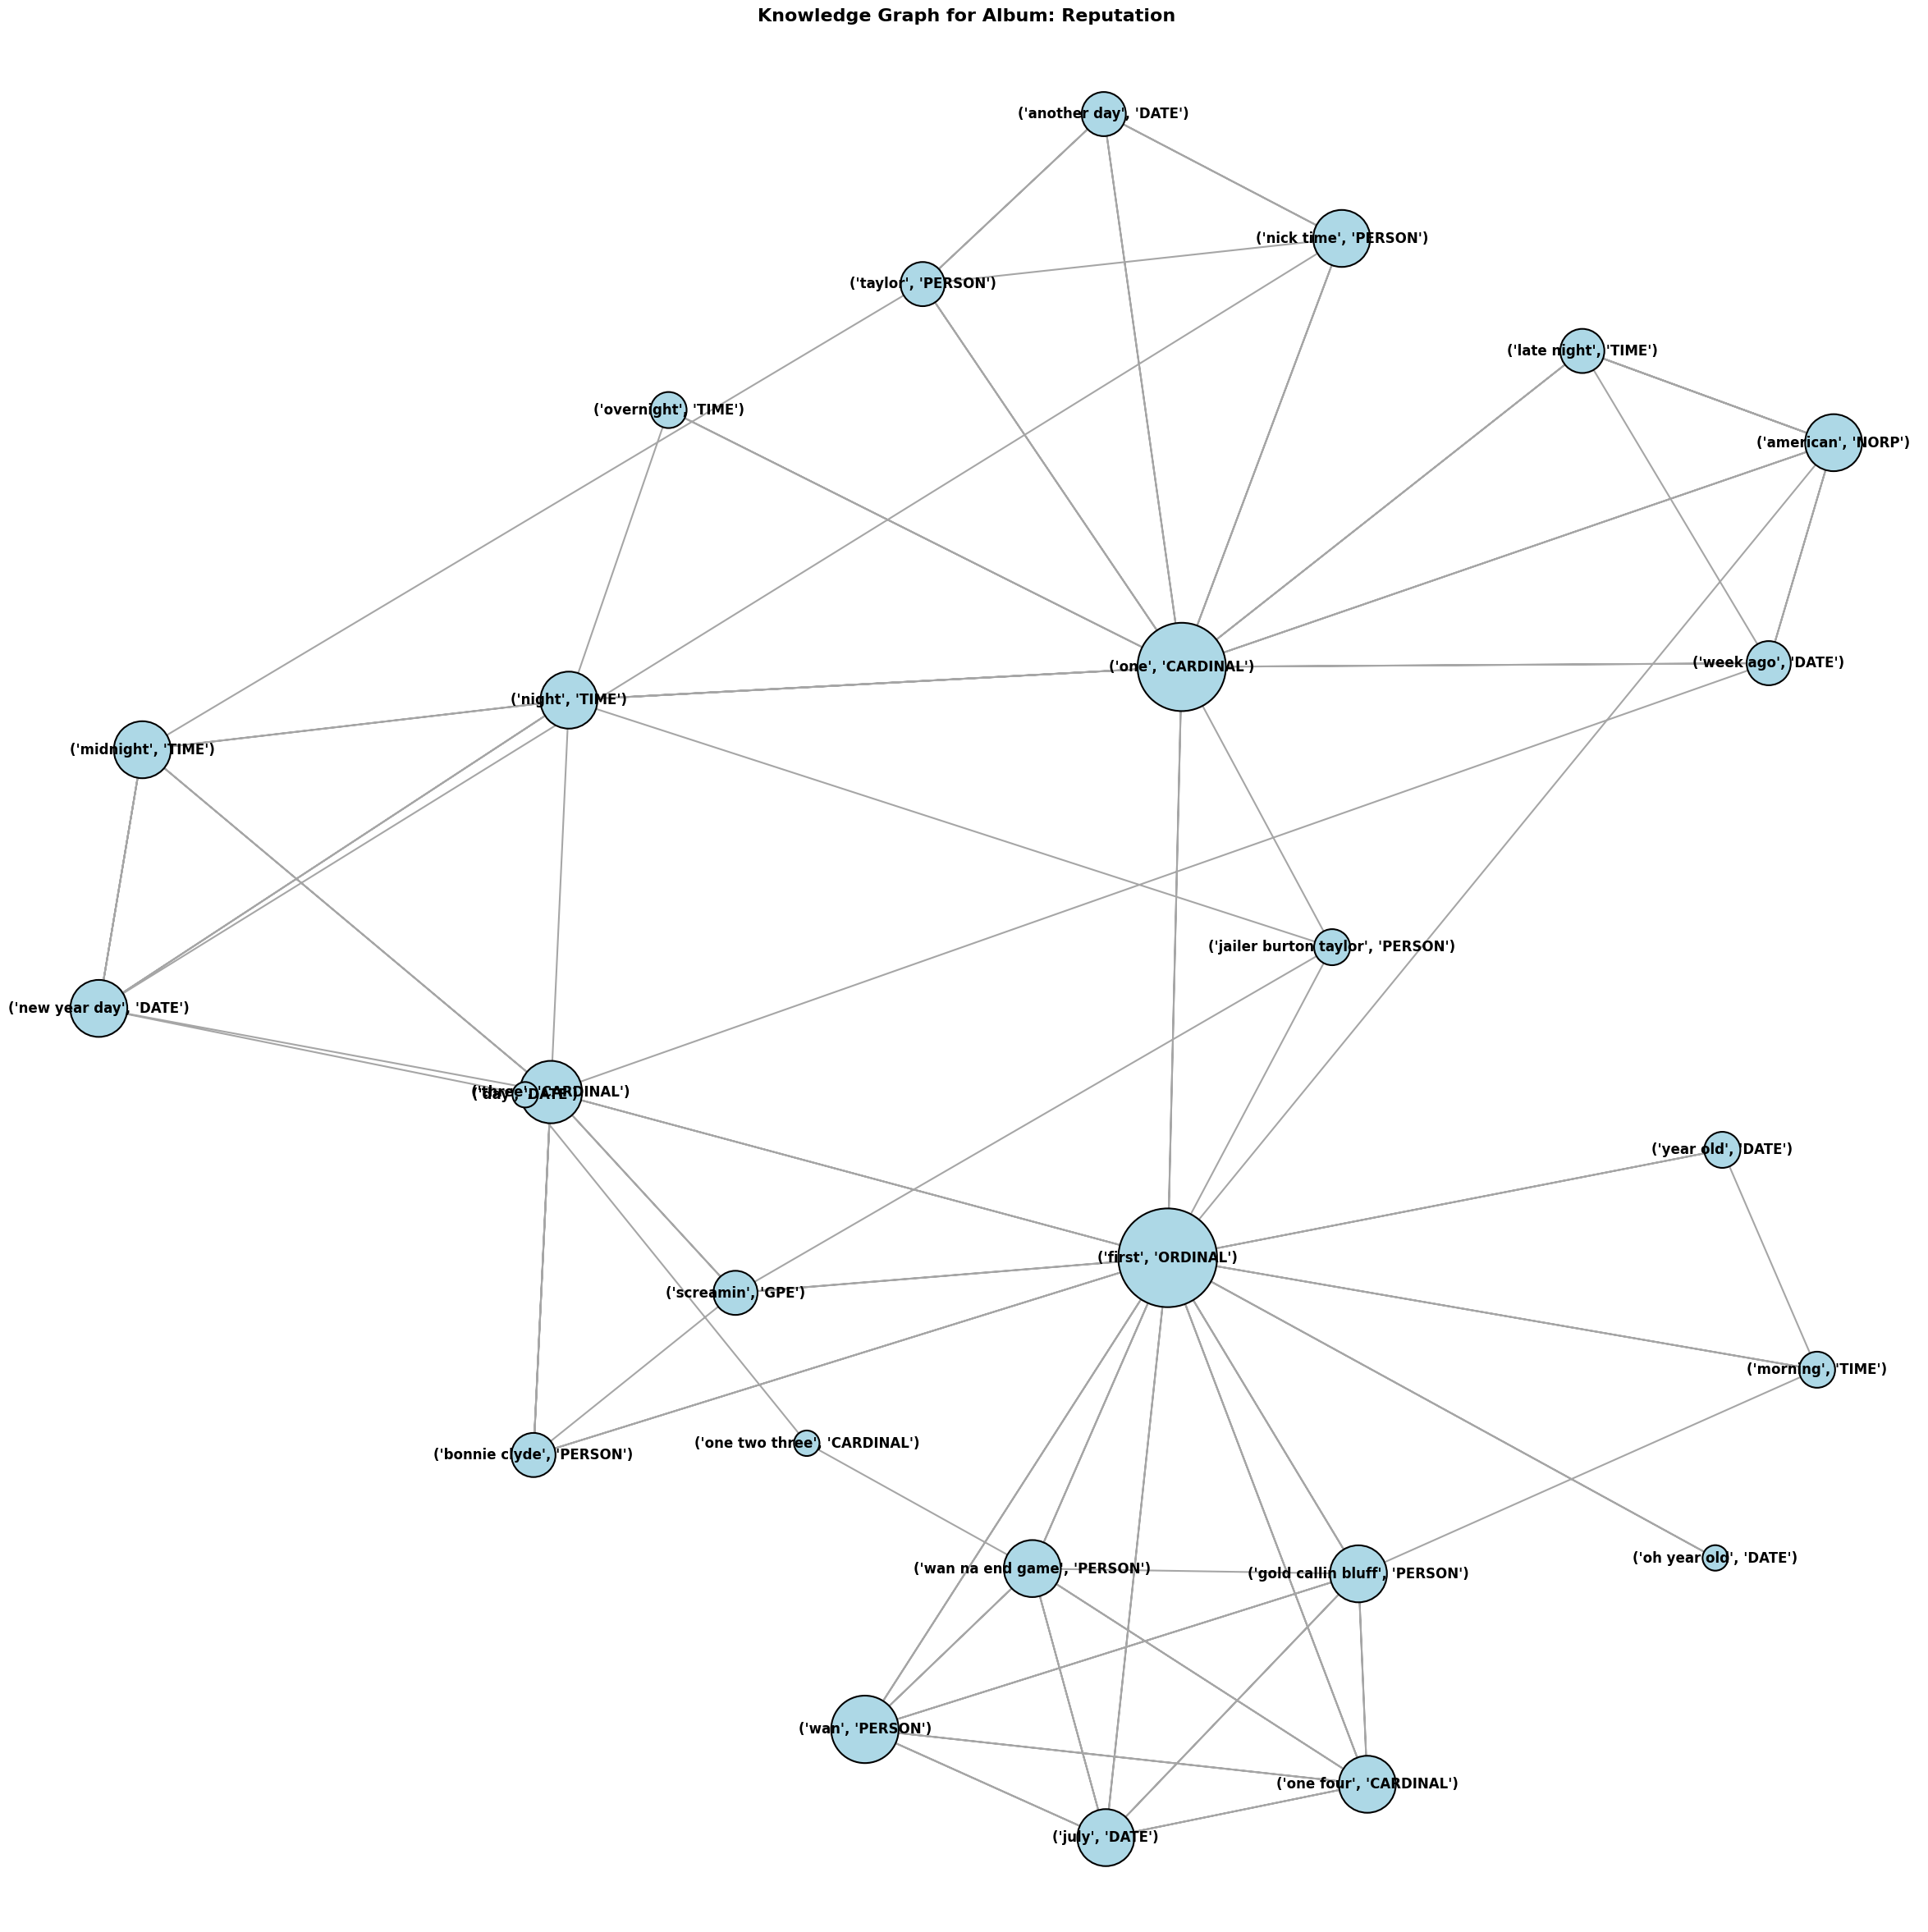 Knowledge Graph for Album: Reputation
('another day', 'DATE')
('nick time', 'PERSON')
('taylor', 'PERSON')
('late night', 'TIME')
('overnight', 'TIME')
('american', 'NORP')
('week ago', 'DATE')
('one', 'CARDINAL')
('night', 'TIME')
('midnight', 'TIME')
('jailer burton taylor', 'PERSON')
('new year day', 'DATE')
('three', 'CARDINAL')
('day', 'DATE')
('year old', 'DATE')
('first', 'ORDINAL')
('screamin', 'GPE')
('morning', 'TIME')
('one two three', 'CARDINAL')
('bonnie clyde', 'PERSON')
('oh year old', 'DATE')
('wan na end game', 'PERSON')
('gold callin bluff', 'PERSON')
('wan', 'PERSON')
('one four', 'CARDINAL')
('july', 'DATE')